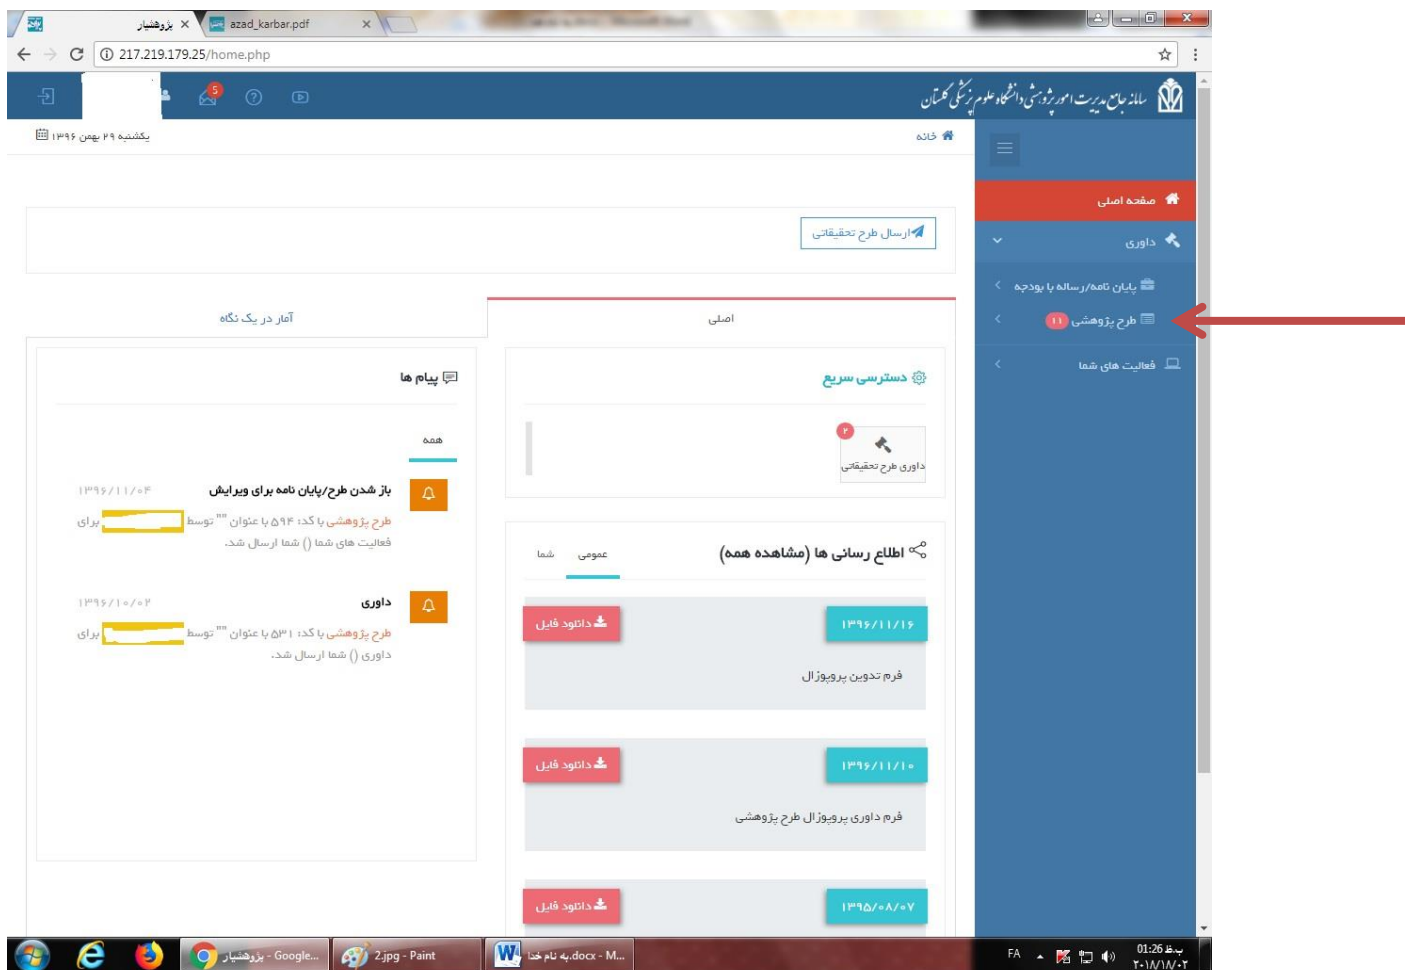 پژوهشیار
azad_karbar.pdf
217.219.179.25/home.php
سامانه جامع مدیریت امور پژوهشی دانشگاه علوم پزشکی گلستان
5
خانه
یکشنبه ۲۹ بهمن ۱۳۹۶
صفحه اصلی
داوری
پایان نامه/رساله با بودجه
طرح پژوهشی ۱۱
فعالیت های شما
ارسال طرح تحقیقاتی
اصلی
آمار در یک نگاه
دسترسی سریع
۲
داوری طرح تحقیقاتی
اطلاع رسانی ها (مشاهده همه)
عمومی
شما
۱۳۹۶/۱۱/۱۶
دانلود فایل
فرم تدوین پروپوزال
۱۳۹۶/۱۱/۱۰
دانلود فایل
فرم داوری پروپوزال طرح پژوهشی
۱۳۹۵/۰۸/۰۷
دانلود فایل
پیام ها
همه
باز شدن طرح/پایان نامه برای ویرایش
۱۳۹۶/۱۱/۰۴
طرح پژوهشی با کد: ۵۹۴ با عنوان "" توسط برای
فعالیت های شما () شما ارسال شد.
داوری
۱۳۹۶/۱۰/۰۲
طرح پژوهشی با کد: ۵۳۱ با عنوان "" توسط برای
داوری () شما ارسال شد.
پژوهشیار - Google...
2.jpg - Paint
به نام خدا.docx - M...
FA
01:26 ب.ظ
۲۰۱۸/۱۸/۰۲